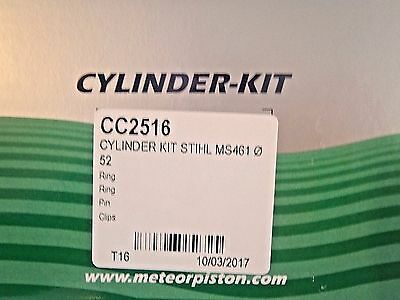 CYLINDER-KIT
CC2516
CYLINDER KIT STIHL MS461 Ø
52
Ring
Ring
Pin
Clips
T16 10/03/2017
www.meteorpiston.com